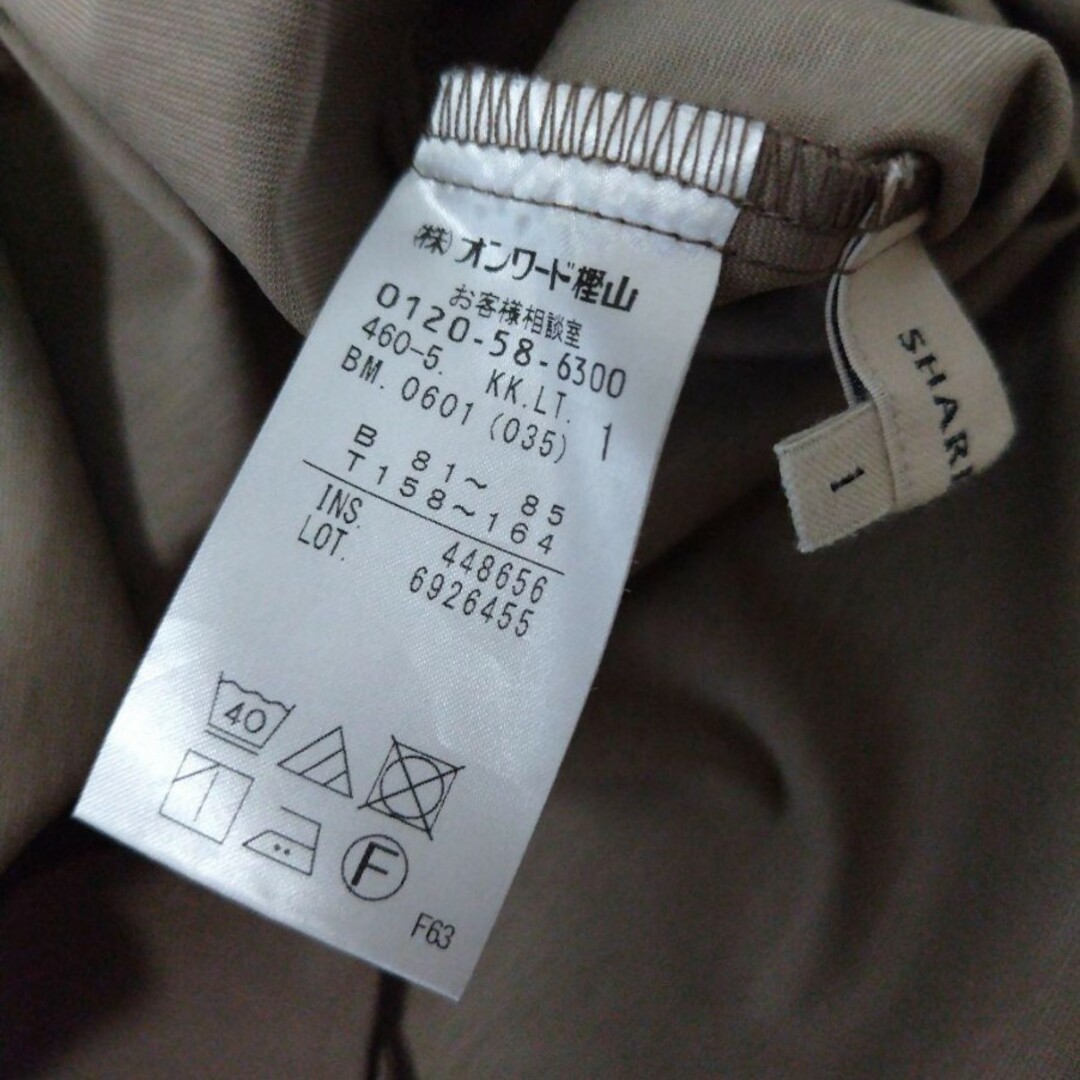 (株)オンワード樫山
お客様相談室
0120-58-6300
460-5. KK.LT. 1
BM. 0601 (035)
B 81~ 85
T158~164
INS. 448656
LOT. 6926455
40
F
F63
1